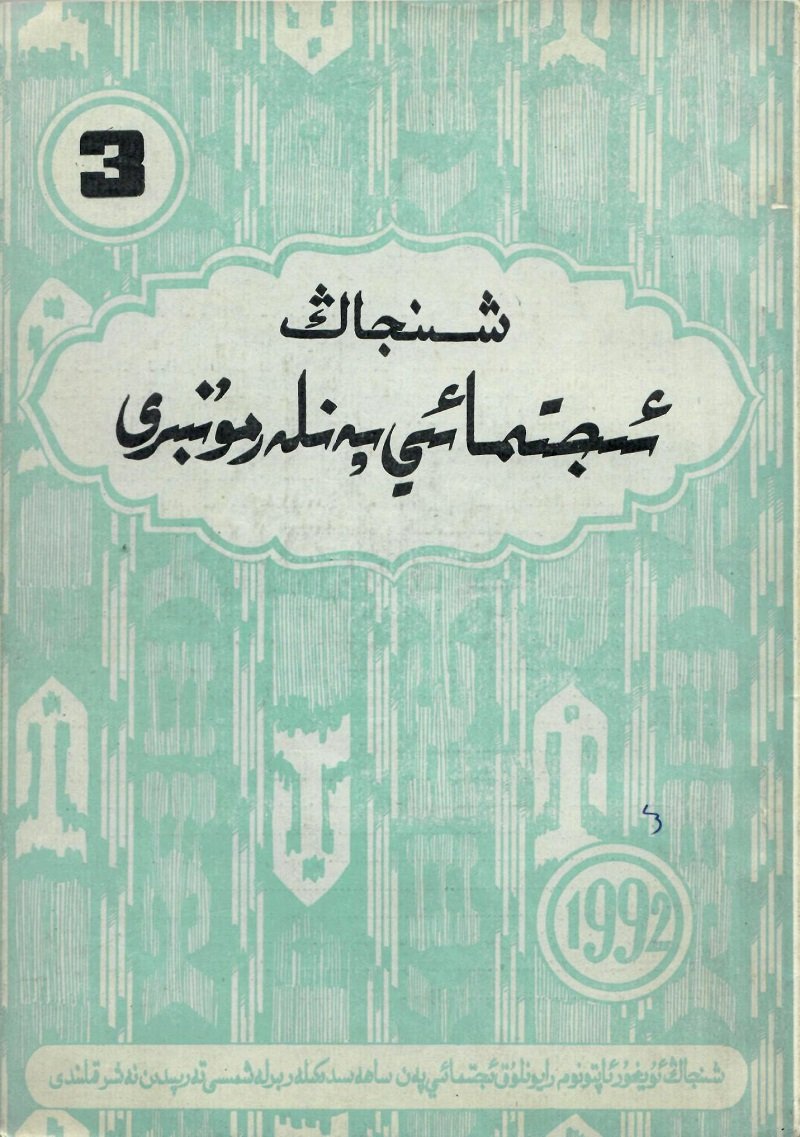 3
شىنجاڭ
ئىجتىمائىي پەنلەر مۇنبىرى
1992
شىنجاڭ ئۇيغۇر ئاپتونوم رايونلۇق ئىجتىمائىي پەن ساھەسىدىكىلەر بىرلەشمىسى تەرىپىدىن نەشر قىلىندى